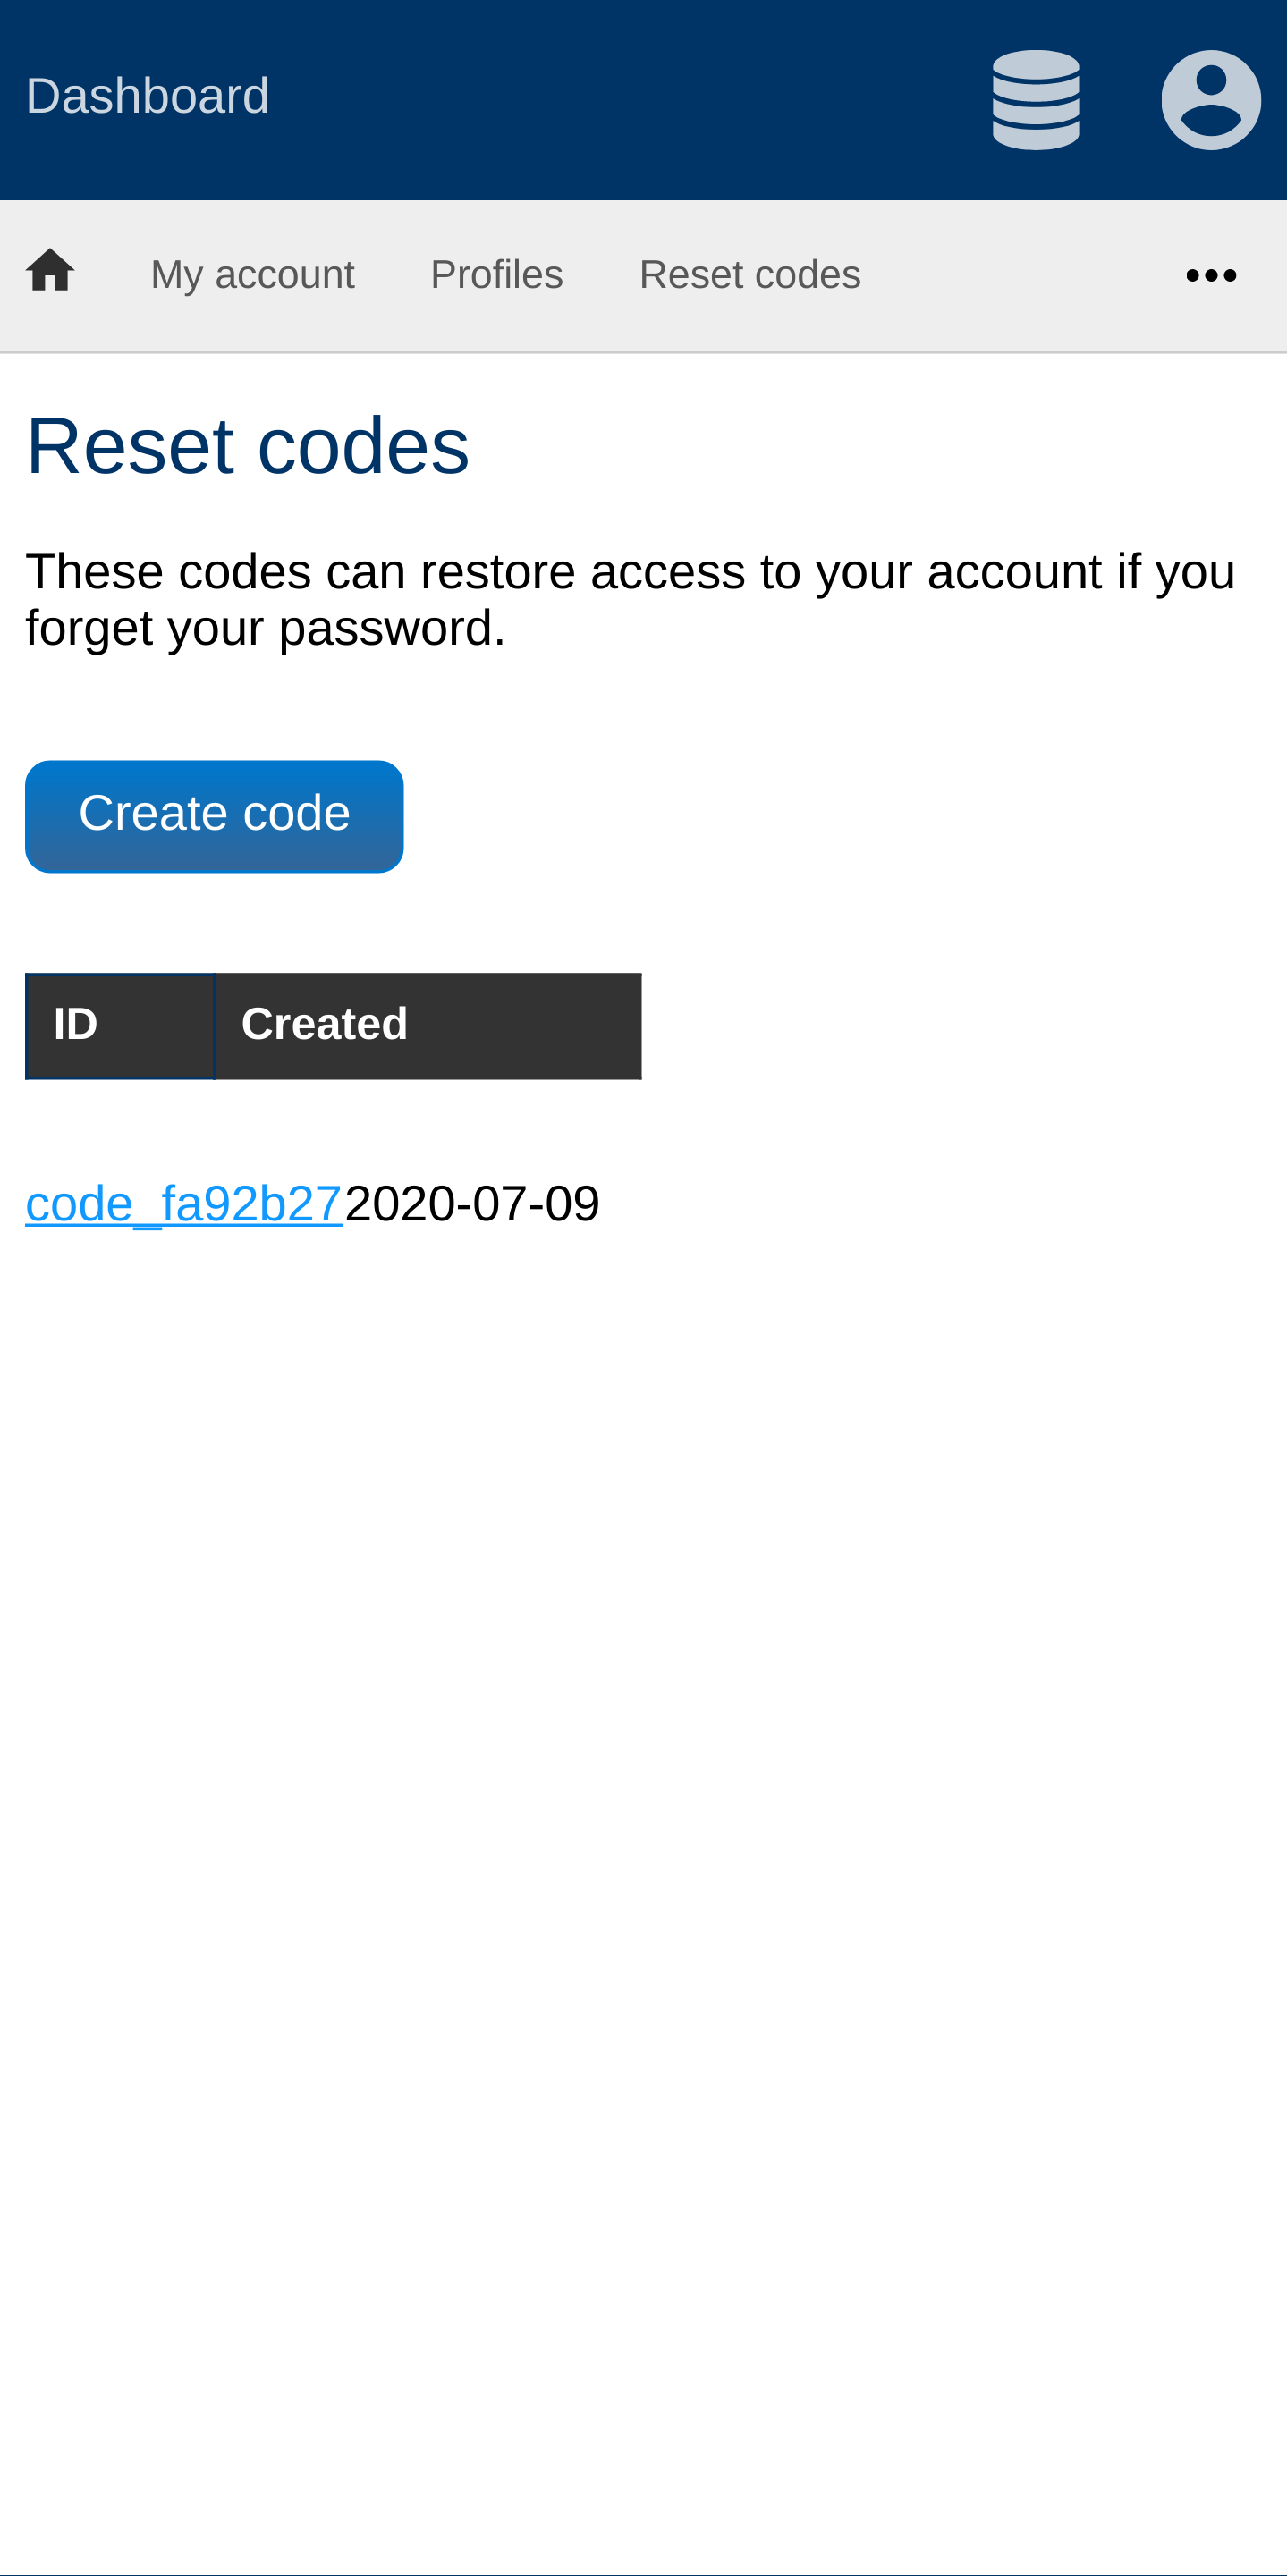 Dashboard
My account Profiles Reset codes
Reset codes
These codes can restore access to your account if you
forget your password.
Create code
ID Created
code_fa92b27 2020-07-09